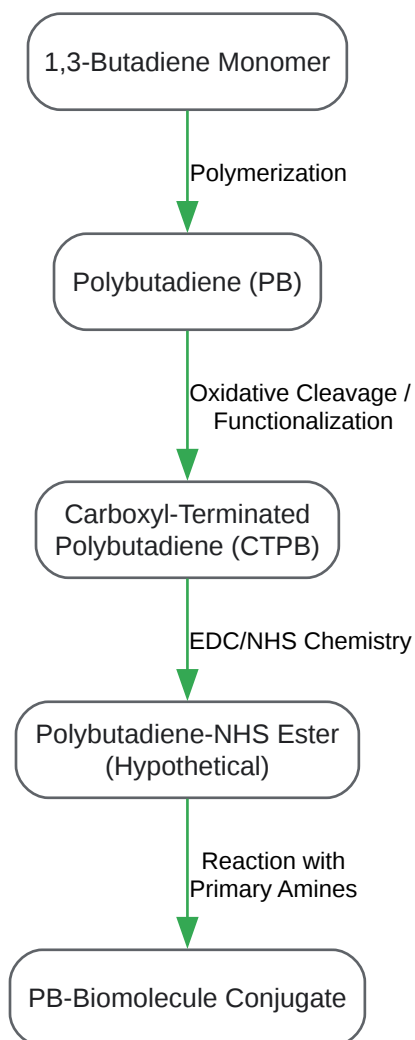 1,3-Butadiene Monomer
Polymerization
Polybutadiene (PB)
Oxidative Cleavage /
Functionalization
Carboxyl-Terminated
Polybutadiene (CTPB)
EDC/NHS Chemistry
Polybutadiene-NHS Ester
(Hypothetical)
Reaction with
Primary Amines
PB-Biomolecule Conjugate